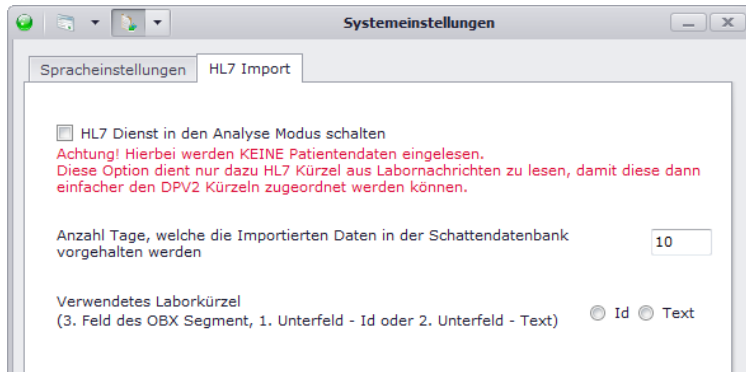 Systemeinstellungen
Spracheinstellungen HL7 Import
HL7 Dienst in den Analyse Modus schalten
Achtung! Hierbei werden KEINE Patientendaten eingelesen.
Diese Option dient nur dazu HL7 Kürzel aus Labornachrichten zu lesen, damit diese dann
einfacher den DPV2 Kürzeln zugeordnet werden können.
Anzahl Tage, welche die Importierten Daten in der Schattendatenbank
vorgehalten werden
10
Verwendetes Laborkürzel
(3. Feld des OBX Segment, 1. Unterfeld - Id oder 2. Unterfeld - Text)
Id Text